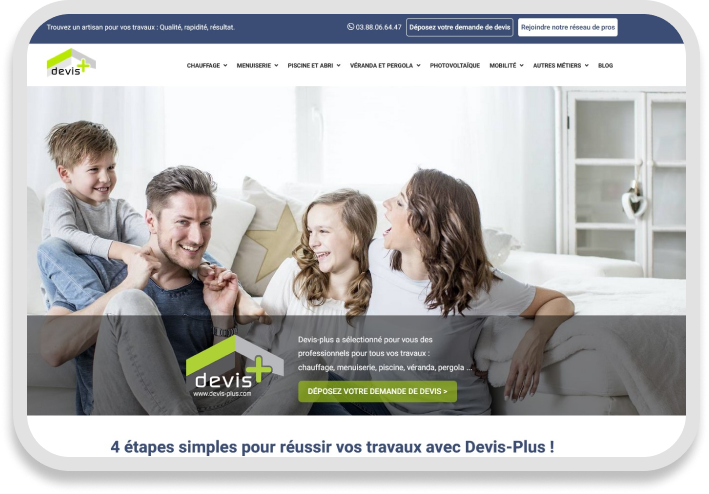 Trouvez un artisan pour vos travaux : Qualité, rapidité, résultat.
03.88.06.64.47
Déposez votre demande de devis
Rejoindre notre réseau de pros
devis+
CHAUFFAGE
MENUISERIE
PISCINE ET ABRI
VÉRANDA ET PERGOLA
PHOTOVOLTAÏQUE
MOBILITÉ
AUTRES MÉTIERS
BLOG
devis+
www.devis-plus.com
Devis-plus a sélectionné pour vous des
professionnels pour tous vos travaux :
chauffage, menuiserie, piscine, véranda, pergola ...
DÉPOSEZ VOTRE DEMANDE DE DEVIS >
4 étapes simples pour réussir vos travaux avec Devis-Plus !